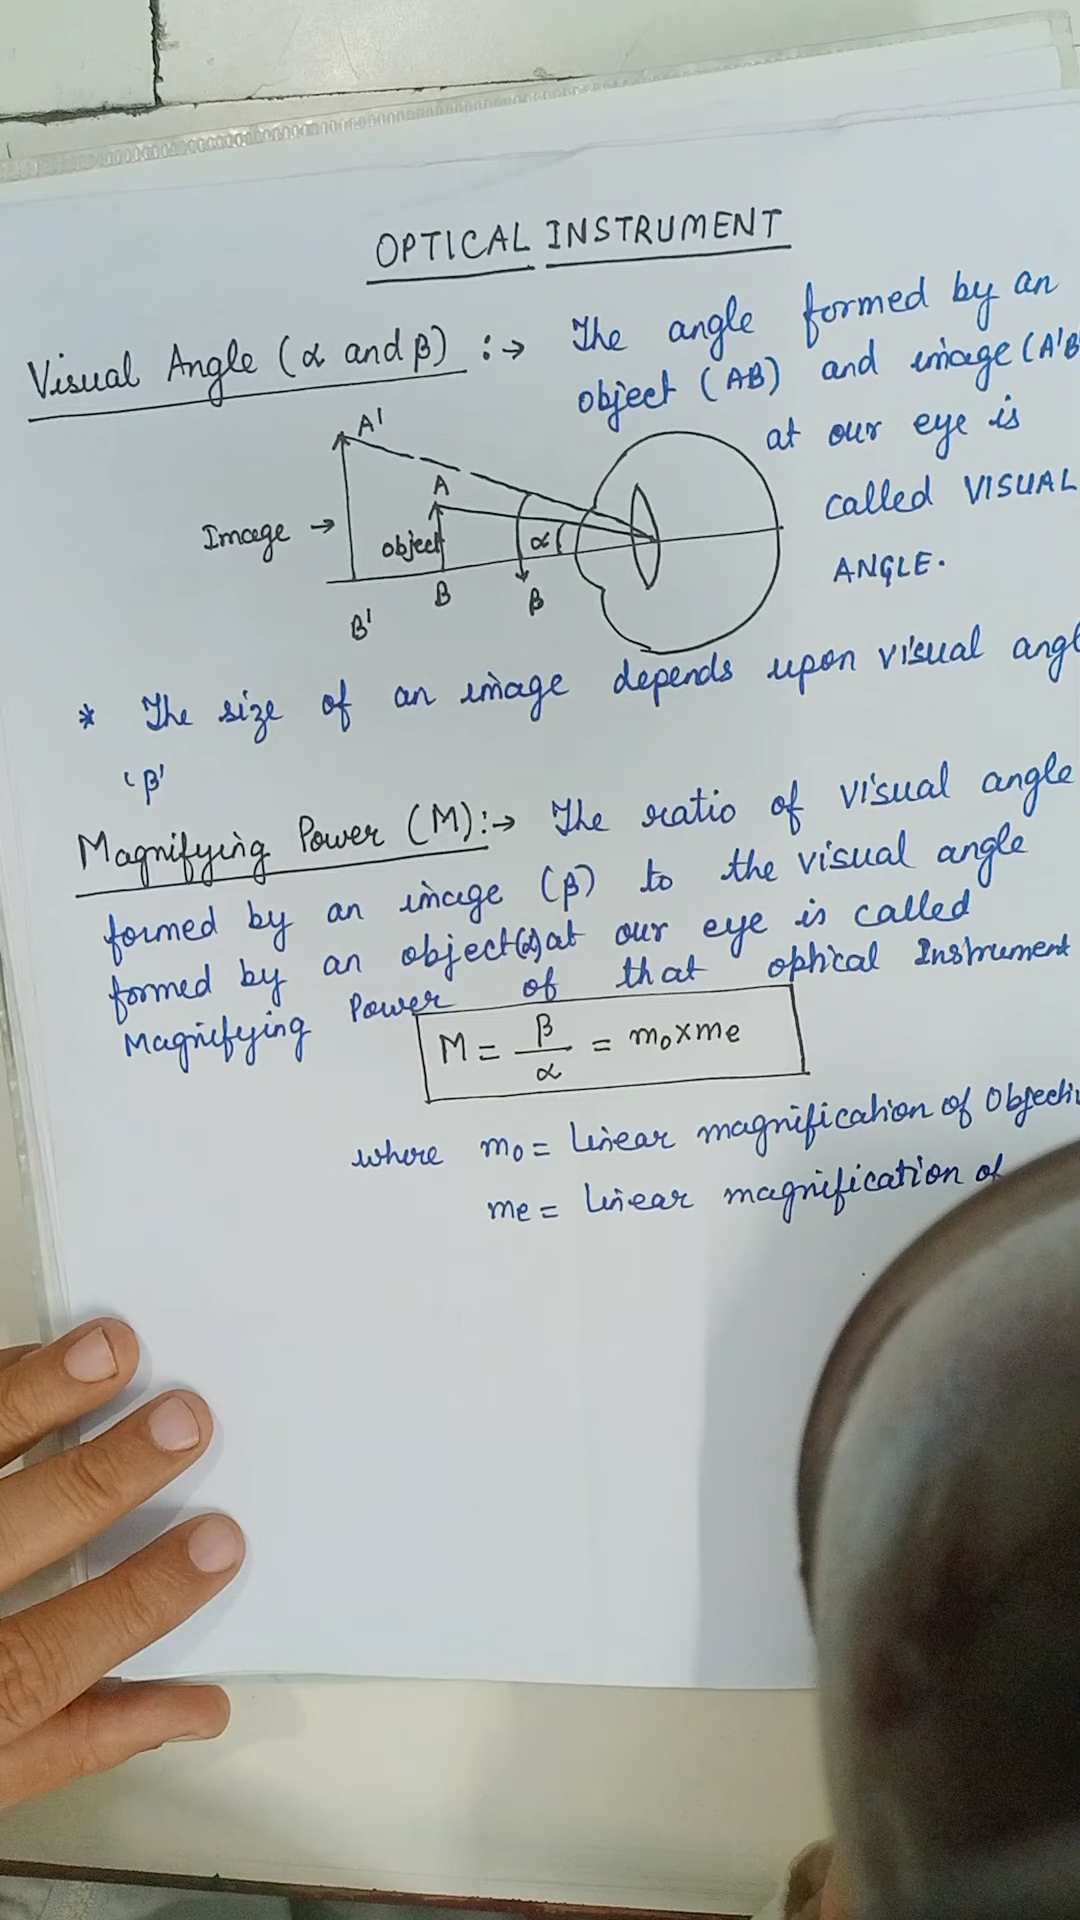 OPTICAL INSTRUMENT
Visual Angle (α and β) :→ The angle formed by an
object (AB) and image (A'B
at our eye is
called VISUAL
ANGLE.
A'
A
Image →
object
α
B
β
B'
* The size of an image depends upon visual angl
'β'
Magnifying Power (M):→ The ratio of visual angle
formed by an image (β) to the visual angle
formed by an object(α) at our eye is called
Magnifying Power of that optical Instrument
M = β/α = mo×me
where mo = linear magnification of Objecti
me = linear magnification of